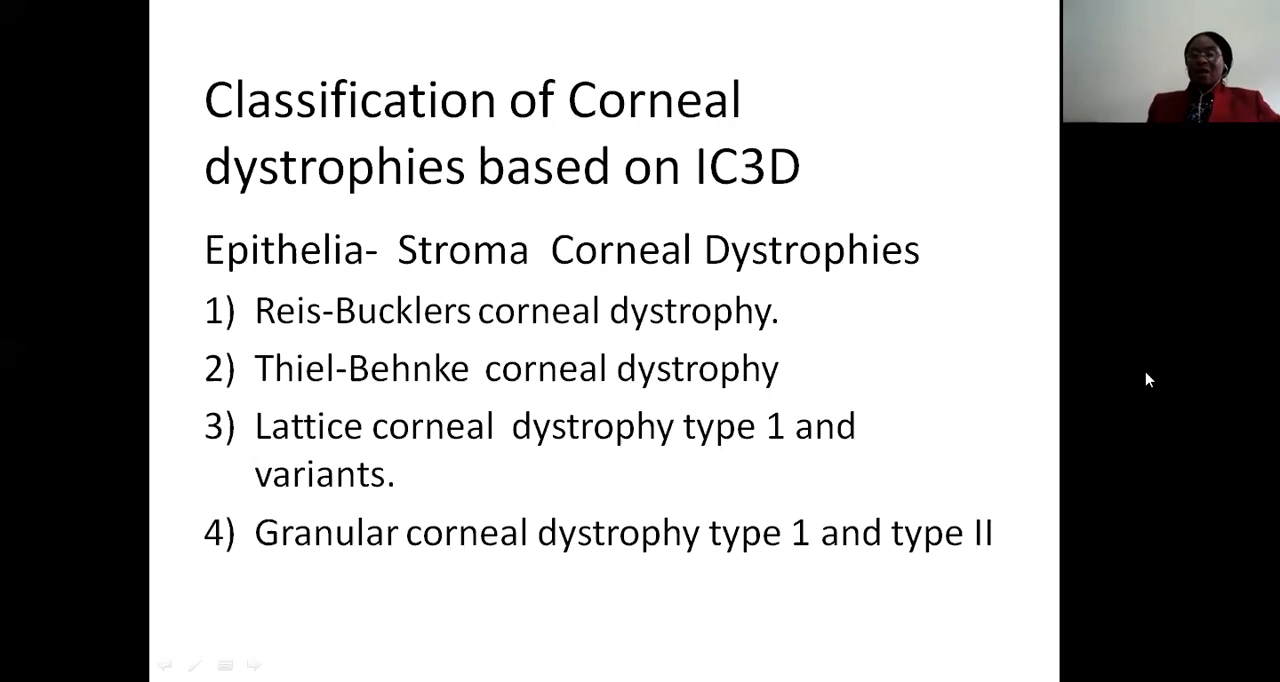 Classification of Corneal
dystrophies based on IC3D
Epithelia- Stroma Corneal Dystrophies
1) Reis-Bucklers corneal dystrophy.
2) Thiel-Behnke corneal dystrophy
3) Lattice corneal dystrophy type 1 and
variants.
4) Granular corneal dystrophy type 1 and type II